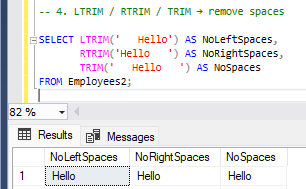 -- 4. LTRIM / RTRIM / TRIM → remove spaces
SELECT LTRIM('   Hello') AS NoLeftSpaces,
RTRIM('Hello   ') AS NoRightSpaces,
TRIM('   Hello   ') AS NoSpaces
FROM Employees2;
82 %
Results Messages
NoLeftSpaces NoRightSpaces NoSpaces
1 Hello Hello Hello